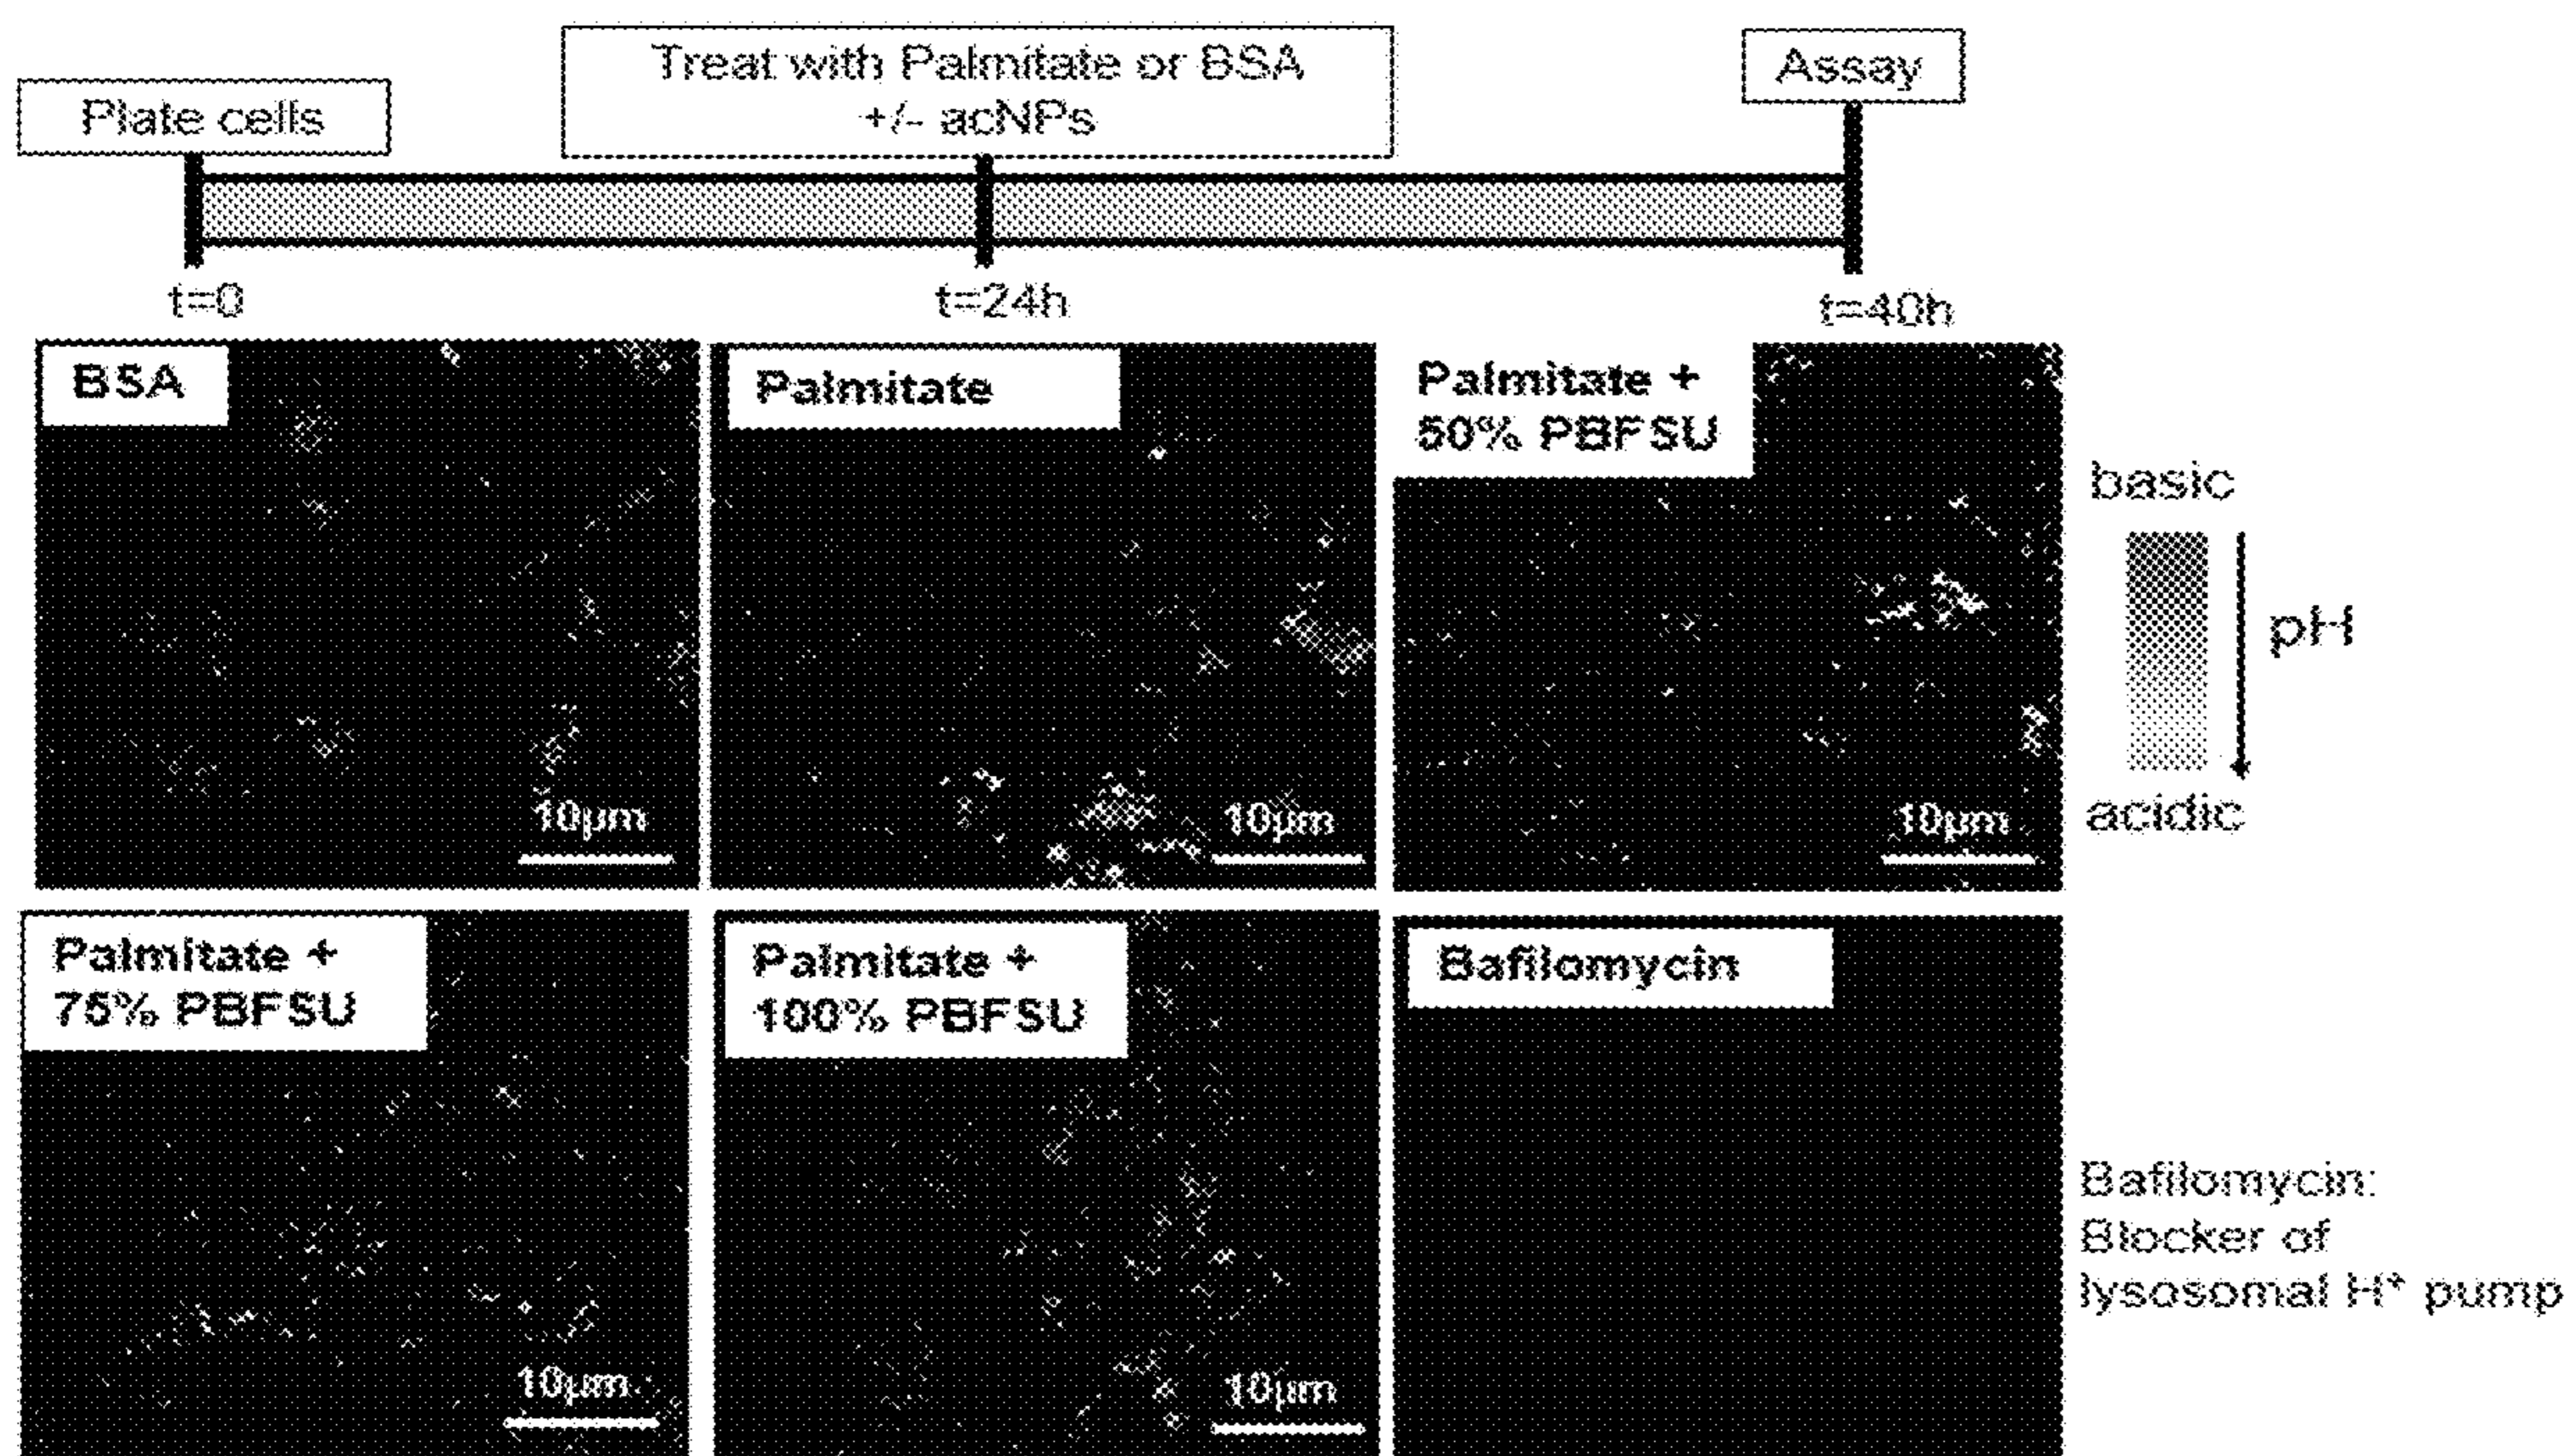 Plate cells
Treat with Palmitate or BSA
+/- acNPs
Assay
t=0
t=24h
t=40h
BSA
10μm
Palmitate
10μm
Palmitate +
50% PBFSU
10μm
basic
pH
acidic
Palmitate +
75% PBFSU
10μm
Palmitate +
100% PBFSU
10μm
Bafilomycin
Bafilomycin:
Blocker of
lysosomal H⁺ pump